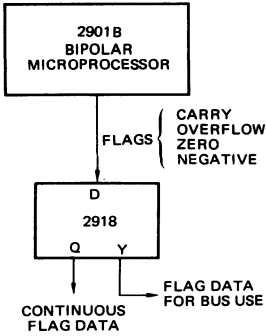 2901B
BIPOLAR
MICROPROCESSOR
FLAGS
CARRY
OVERFLOW
ZERO
NEGATIVE
D
2918
Q Y
CONTINUOUS
FLAG DATA
FLAG DATA
FOR BUS USE